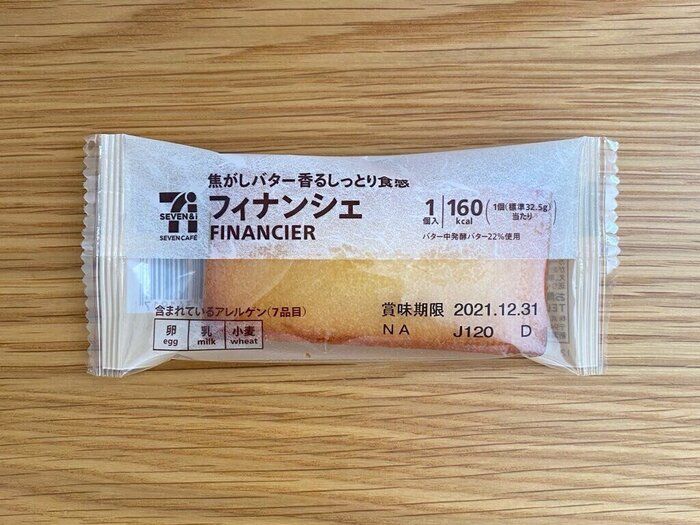 焦がしバター香るしっとり食感
SEVEN&i
SEVEN CAFÉ
フィナンシェ
FINANCIER
1
個入
160
kcal
1個(標準32.5g)
当たり
バター中発酵バター22%使用
含まれているアレルゲン(7品目)
卵
egg
乳
milk
小麦
wheat
賞味期限 2021.12.31
NA J120 D